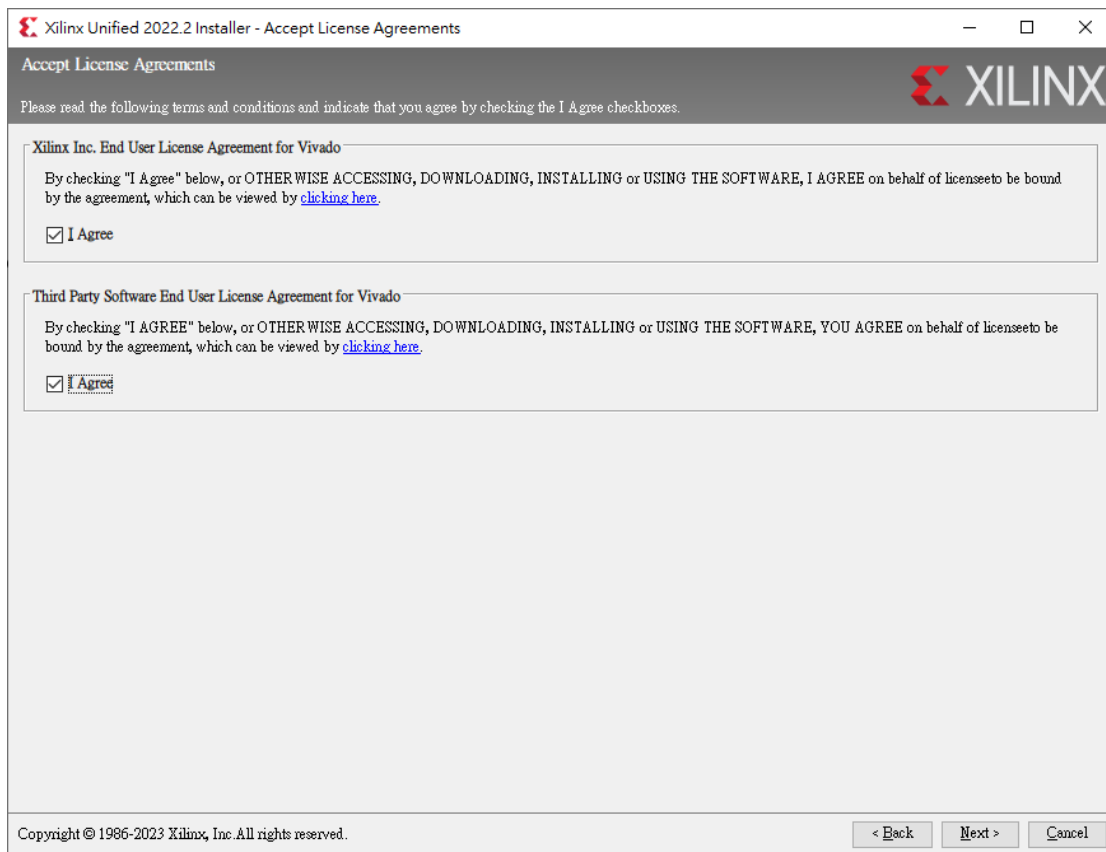 Xilinx Unified 2022.2 Installer - Accept License Agreements
Accept License Agreements
XILINX
Please read the following terms and conditions and indicate that you agree by checking the I Agree checkboxes.
Xilinx Inc. End User License Agreement for Vivado
By checking "I Agree" below, or OTHERWISE ACCESSING, DOWNLOADING, INSTALLING or USING THE SOFTWARE, I AGREE on behalf of licenseeto be bound
by the agreement, which can be viewed by clicking here.
I Agree
Third Party Software End User License Agreement for Vivado
By checking "I AGREE" below, or OTHERWISE ACCESSING, DOWNLOADING, INSTALLING or USING THE SOFTWARE, YOU AGREE on behalf of licenseeto be
bound by the agreement, which can be viewed by clicking here.
I Agree
Copyright © 1986-2023 Xilinx, Inc.All rights reserved.
< Back Next > Cancel